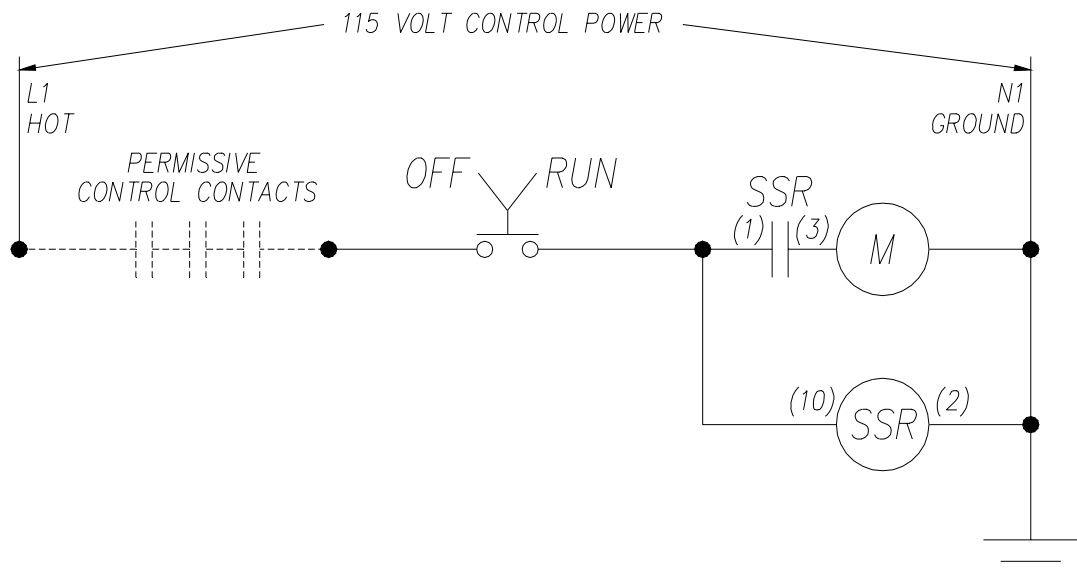 115 VOLT CONTROL POWER
L1
HOT
N1
GROUND
PERMISSIVE
CONTROL CONTACTS
OFF RUN
SSR
(1) (3)
M
(10) SSR (2)